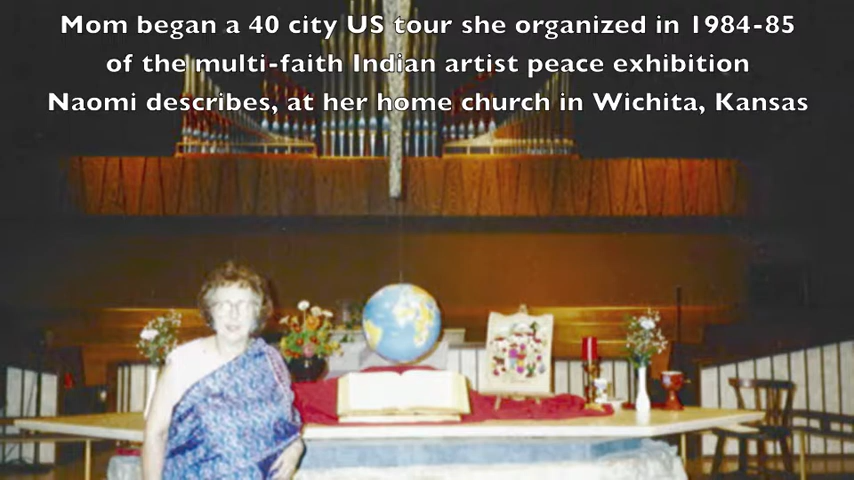 Mom began a 40 city US tour she organized in 1984-85
of the multi-faith Indian artist peace exhibition
Naomi describes, at her home church in Wichita, Kansas